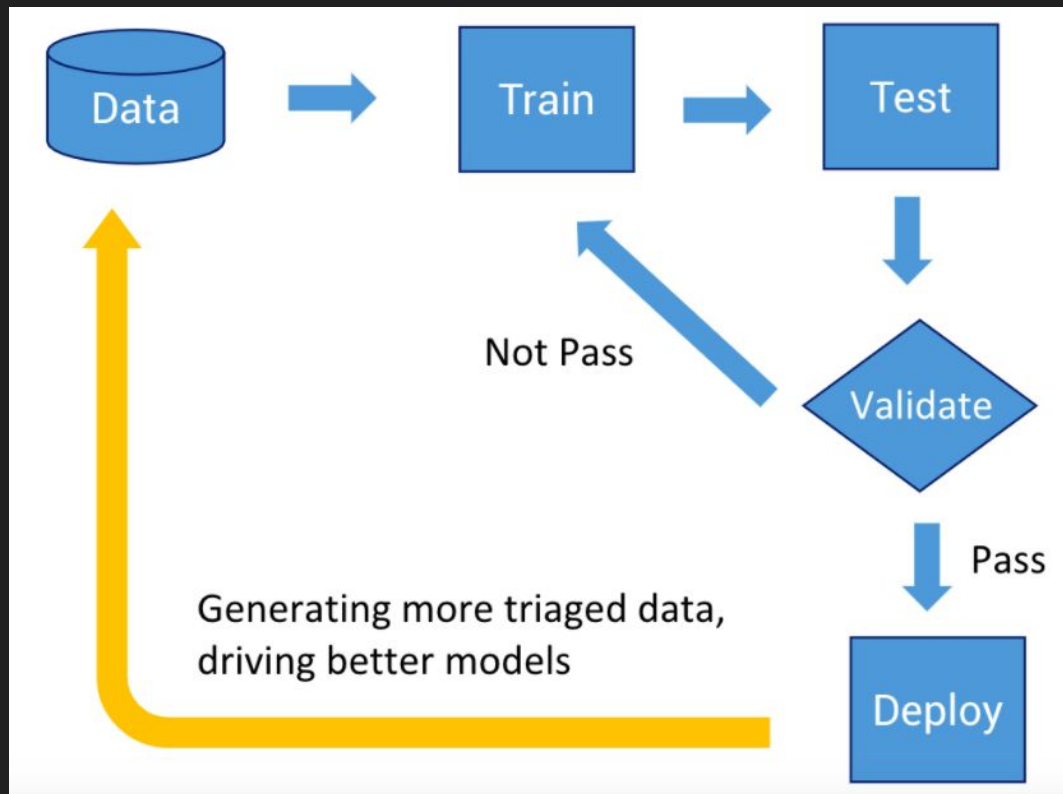 Data
Train
Test
Not Pass
Validate
Pass
Generating more triaged data,
driving better models
Deploy